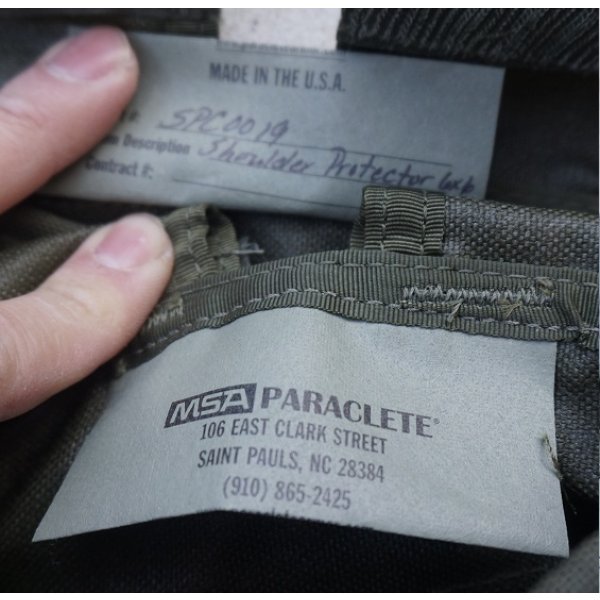 MADE IN THE U.S.A.
#: SPC0019
Description Shoulder Protector 6x6
Contract #:
MSA PARACLETE®
106 EAST CLARK STREET
SAINT PAULS, NC 28384
(910) 865-2425